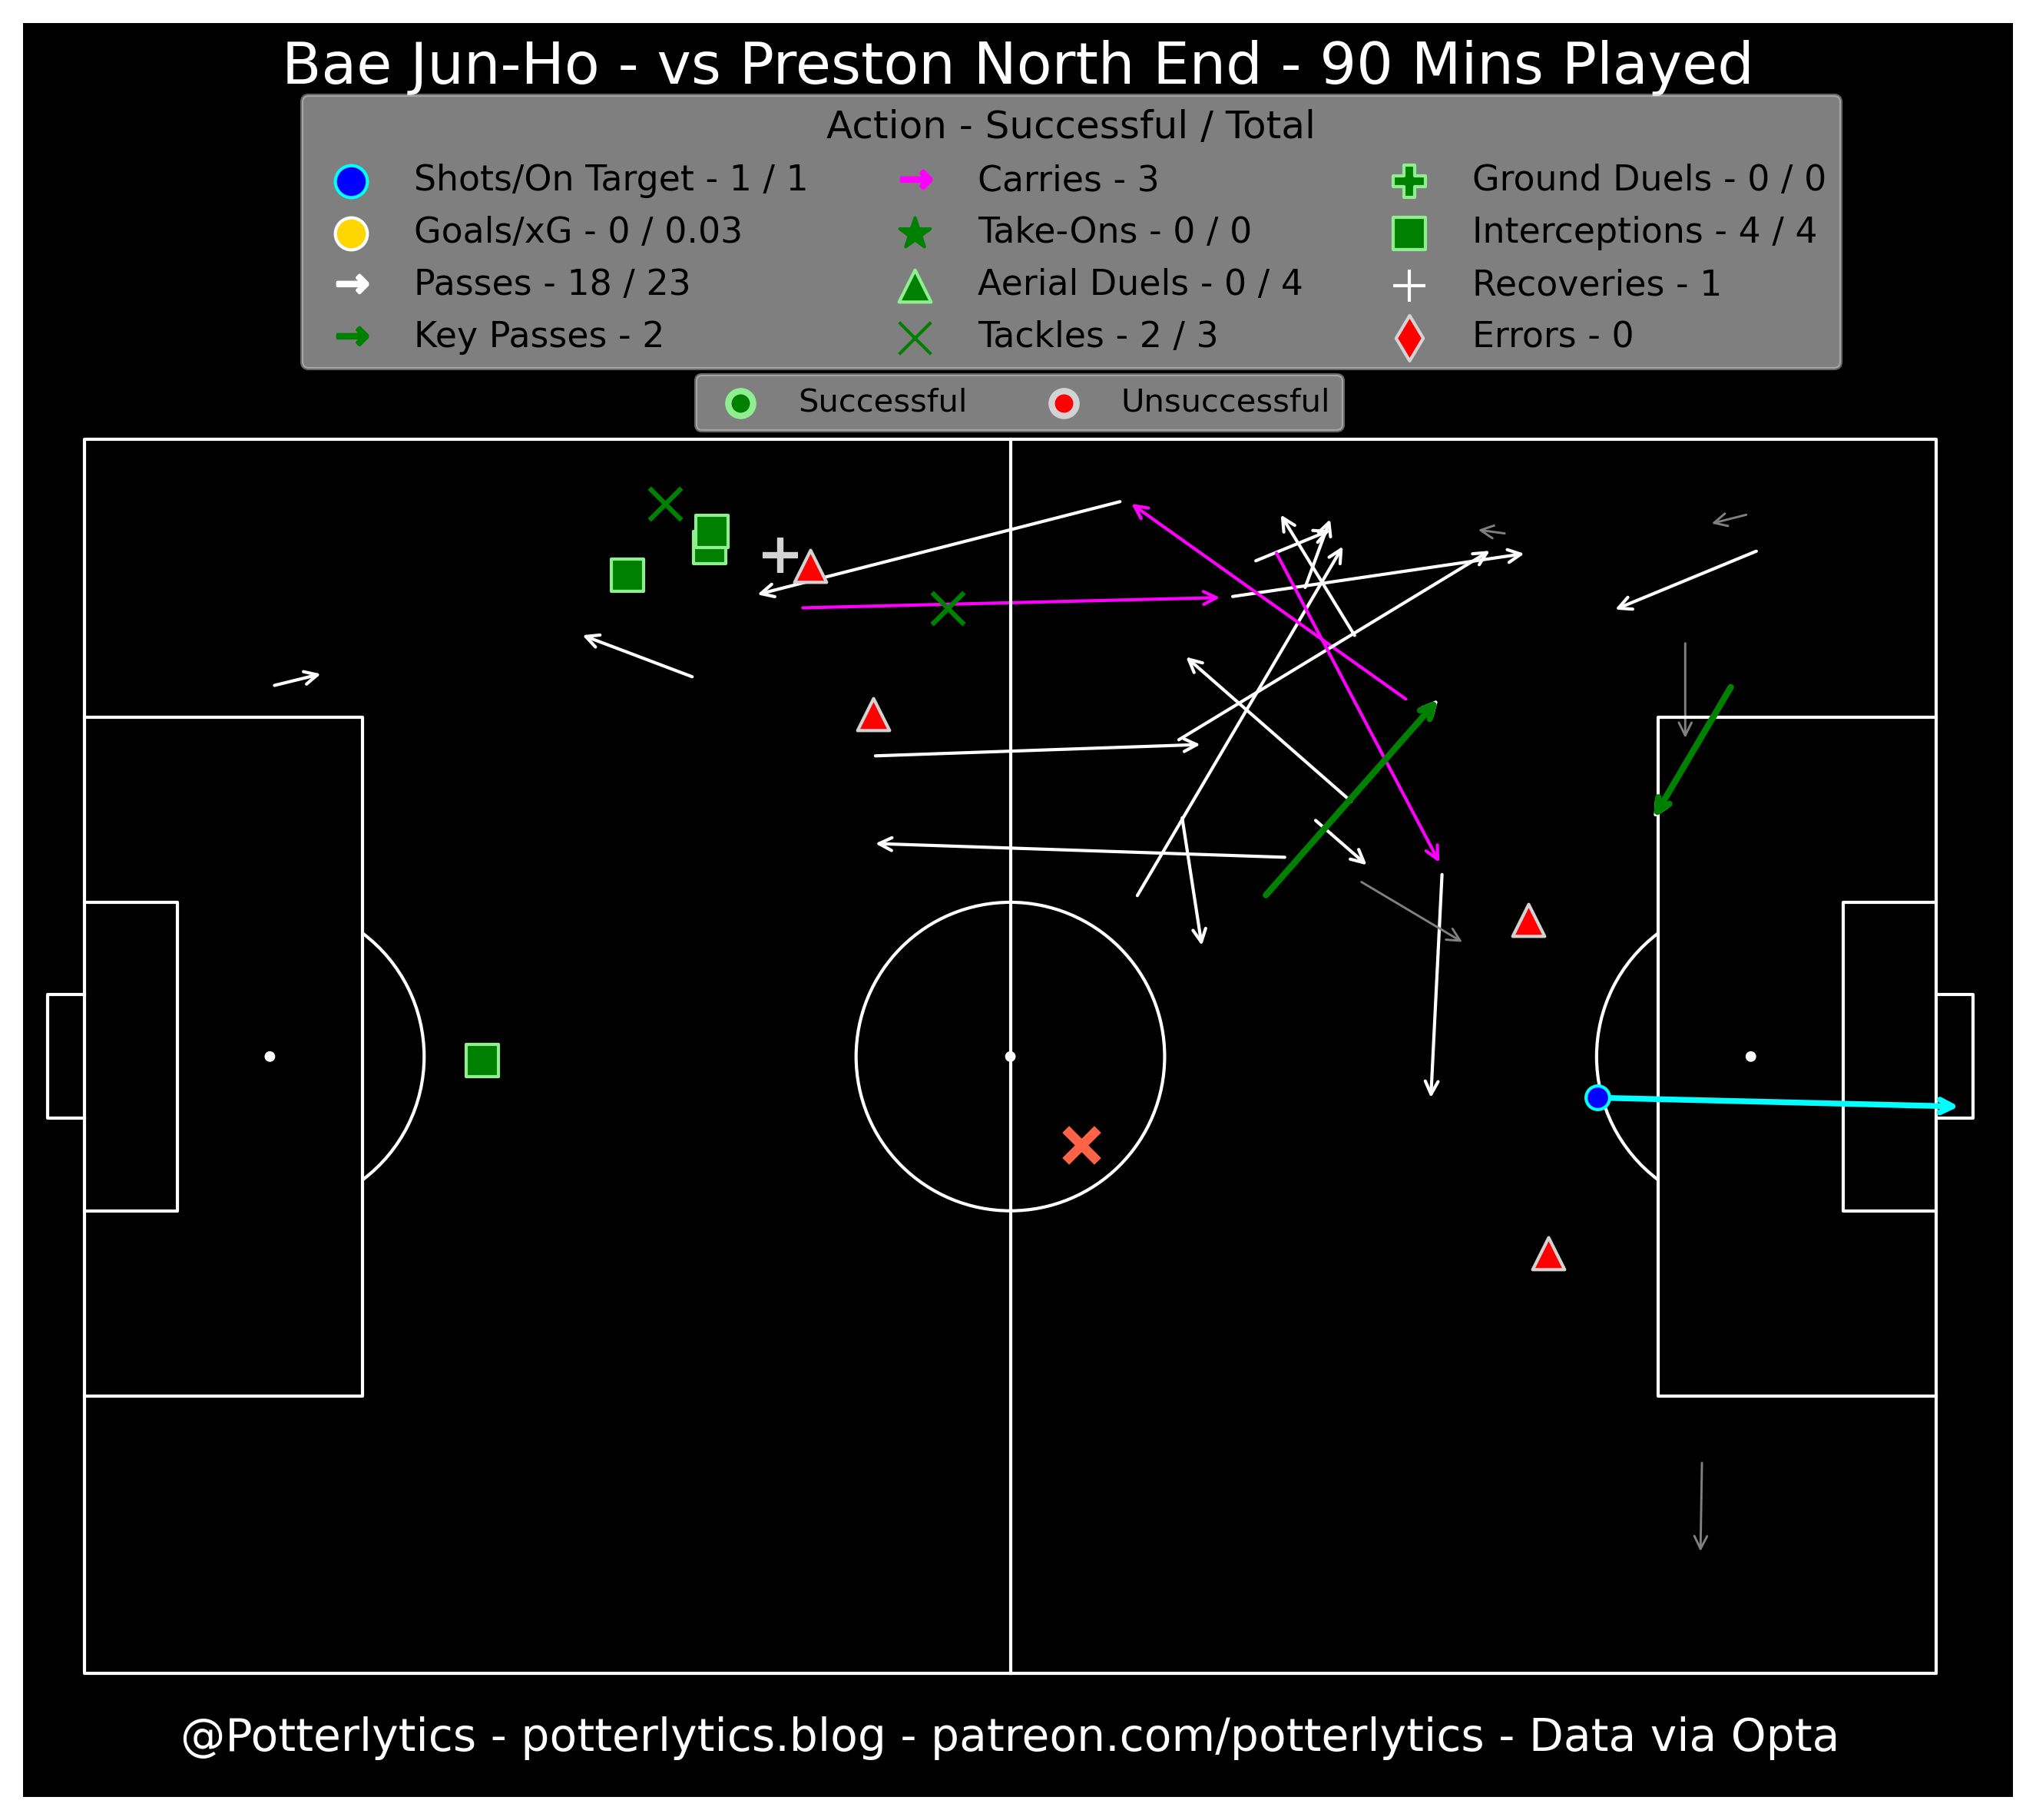 Bae Jun-Ho - vs Preston North End - 90 Mins Played
Action - Successful / Total
Shots/On Target - 1 / 1
Goals/xG - 0 / 0.03
Passes - 18 / 23
Key Passes - 2
Carries - 3
Take-Ons - 0 / 0
Aerial Duels - 0 / 4
Tackles - 2 / 3
Ground Duels - 0 / 0
Interceptions - 4 / 4
Recoveries - 1
Errors - 0
Successful
Unsuccessful
@Potterlytics - potterlytics.blog - patreon.com/potterlytics - Data via Opta